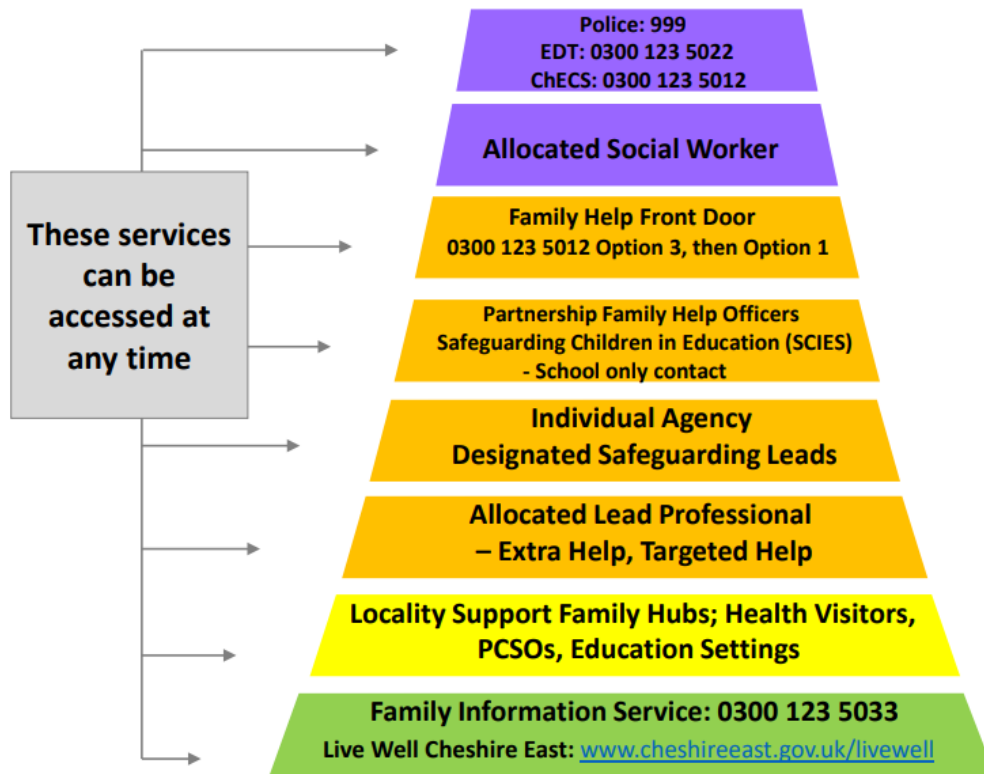 Police: 999
EDT: 0300 123 5022
ChECS: 0300 123 5012
Allocated Social Worker
These services
can be
accessed at
any time
Family Help Front Door
0300 123 5012 Option 3, then Option 1
Partnership Family Help Officers
Safeguarding Children in Education (SCIES)
- School only contact
Individual Agency
Designated Safeguarding Leads
Allocated Lead Professional
– Extra Help, Targeted Help
Locality Support Family Hubs; Health Visitors,
PCSOs, Education Settings
Family Information Service: 0300 123 5033
Live Well Cheshire East: www.cheshireeast.gov.uk/livewell